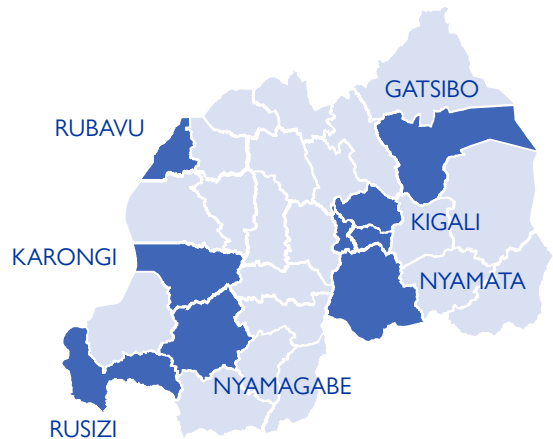 GATSIBO
RUBAVU
KIGALI
KARONGI
NYAMATA
NYAMAGABE
RUSIZI